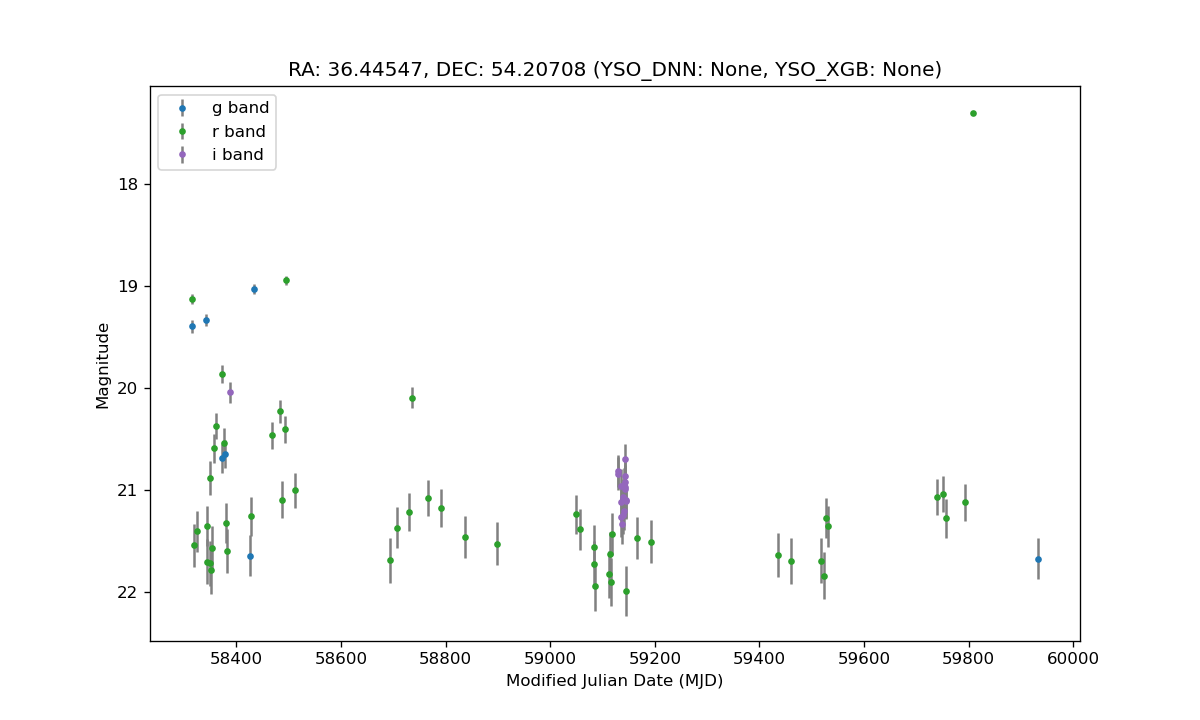 RA: 36.44547, DEC: 54.20708 (YSO_DNN: None, YSO_XGB: None)
g band
r band
i band
18
19
20
21
22
Magnitude
58400 58600 58800 59000 59200 59400 59600 59800 60000
Modified Julian Date (MJD)